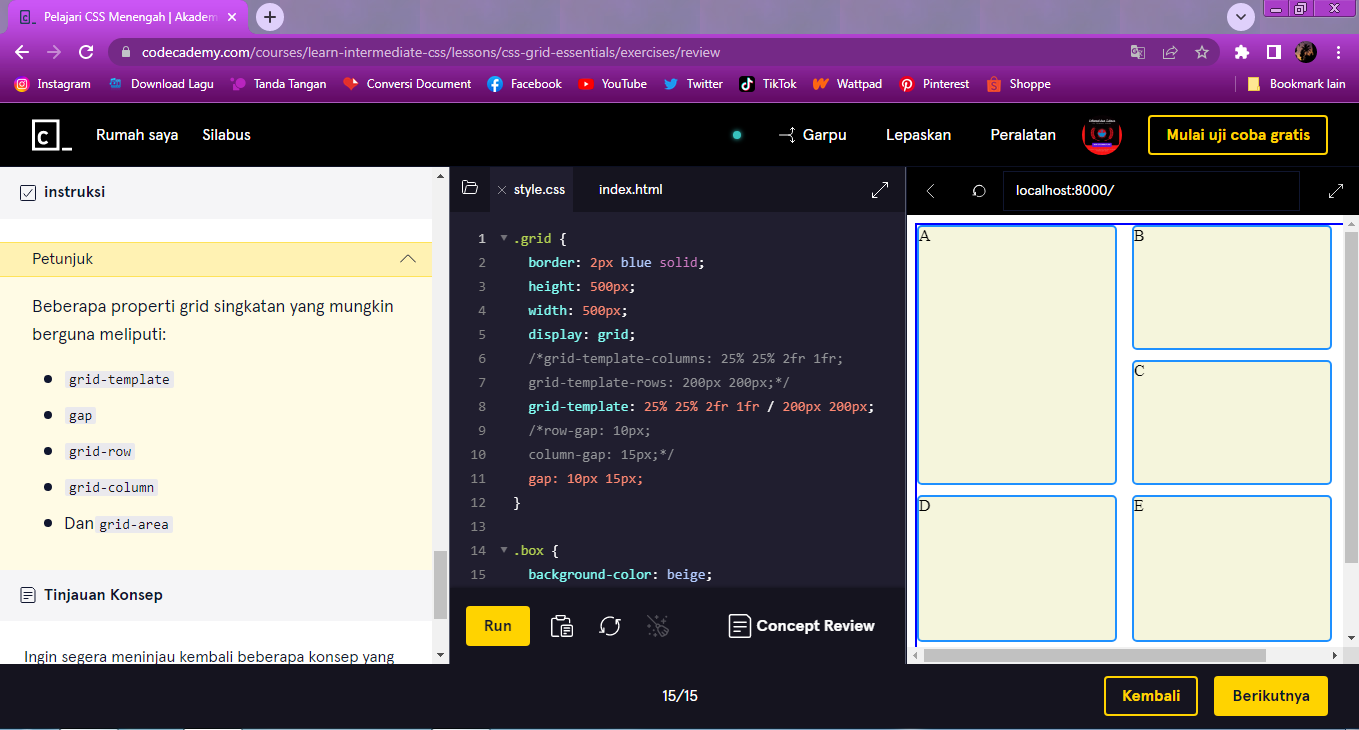 Pelajari CSS Menengah | Akadem
codecademy.com/courses/learn-intermediate-css/lessons/css-grid-essentials/exercises/review
Instagram Download Lagu Tanda Tangan Conversi Document Facebook YouTube Twitter TikTok Wattpad Pinterest Shoppe Bookmark lain
c_ Rumah saya Silabus Garpu Lepaskan Peralatan Mulai uji coba gratis
instruksi
Petunjuk
Beberapa properti grid singkatan yang mungkin
berguna meliputi:
grid-template
gap
grid-row
grid-column
Dan grid-area
Tinjauan Konsep
Ingin segera meninjau kembali beberapa konsep yang
style.css index.html
1 .grid {
2 border: 2px blue solid;
3 height: 500px;
4 width: 500px;
5 display: grid;
6 /*grid-template-columns: 25% 25% 2fr 1fr;
7 grid-template-rows: 200px 200px;*/
8 grid-template: 25% 25% 2fr 1fr / 200px 200px;
9 /*row-gap: 10px;
10 column-gap: 15px;*/
11 gap: 10px 15px;
12 }
13
14 .box {
15 background-color: beige;
Run Concept Review
localhost:8000/
A B
C
D E
15/15
Kembali Berikutnya